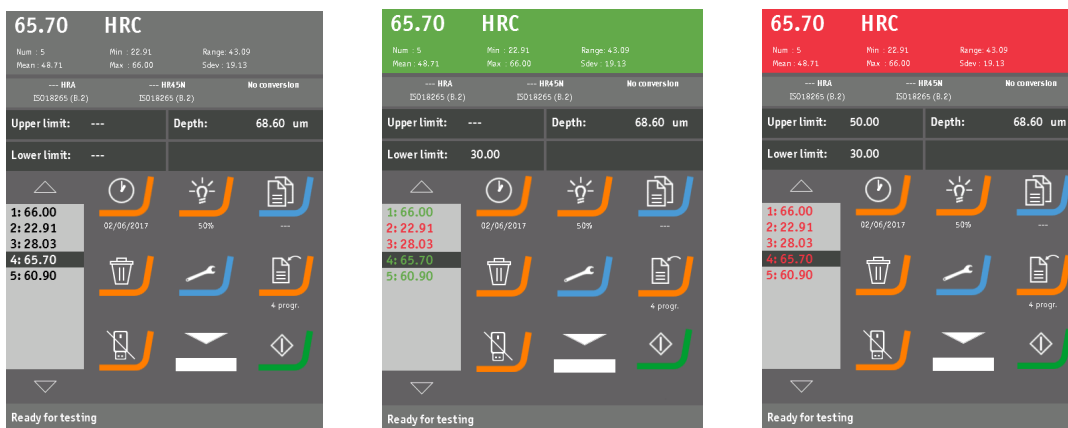 65.70 HRC
Num : 5 Min : 22.91 Range: 43.09
Mean : 48.71 Max : 66.00 Sdev : 19.13
--- HRA --- HR45N No conversion
ISO18265 (B.2) ISO18265 (B.2)
Upper limit: --- Depth: 68.60 um
Lower limit: ---
1: 66.00
2: 22.91
3: 28.03
4: 65.70
5: 60.90
02/06/2017 50% ---
4 progr.
Ready for testing
65.70 HRC
Num : 5 Min : 22.91 Range: 43.09
Mean : 48.71 Max : 66.00 Sdev : 19.13
--- HRA --- HR45N No conversion
ISO18265 (B.2) ISO18265 (B.2)
Upper limit: --- Depth: 68.60 um
Lower limit: 30.00
1: 66.00
2: 22.91
3: 28.03
4: 65.70
5: 60.90
02/06/2017 50% ---
4 progr.
Ready for testing
65.70 HRC
Num : 5 Min : 22.91 Range: 43.09
Mean : 48.71 Max : 66.00 Sdev : 19.13
--- HRA --- HR45N No conversion
ISO18265 (B.2) ISO18265 (B.2)
Upper limit: 50.00 Depth: 68.60 um
Lower limit: 30.00
1: 66.00
2: 22.91
3: 28.03
4: 65.70
5: 60.90
02/06/2017 50% ---
4 progr.
Ready for testing